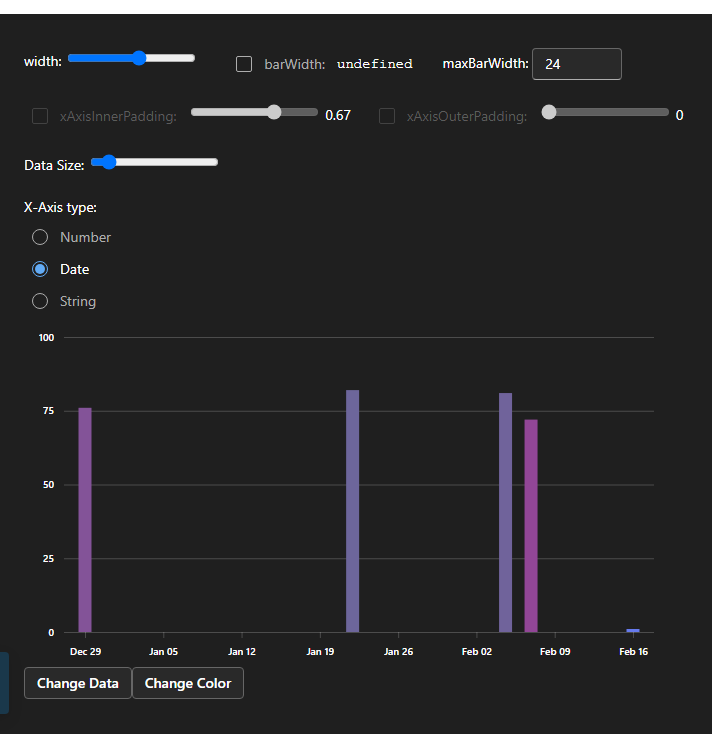 width: barWidth: undefined maxBarWidth: 24
xAxisInnerPadding: 0.67 xAxisOuterPadding: 0
Data Size:
X-Axis type:
Number
Date
String
100
75
50
25
0
Dec 29 Jan 05 Jan 12 Jan 19 Jan 26 Feb 02 Feb 09 Feb 16
Change Data Change Color